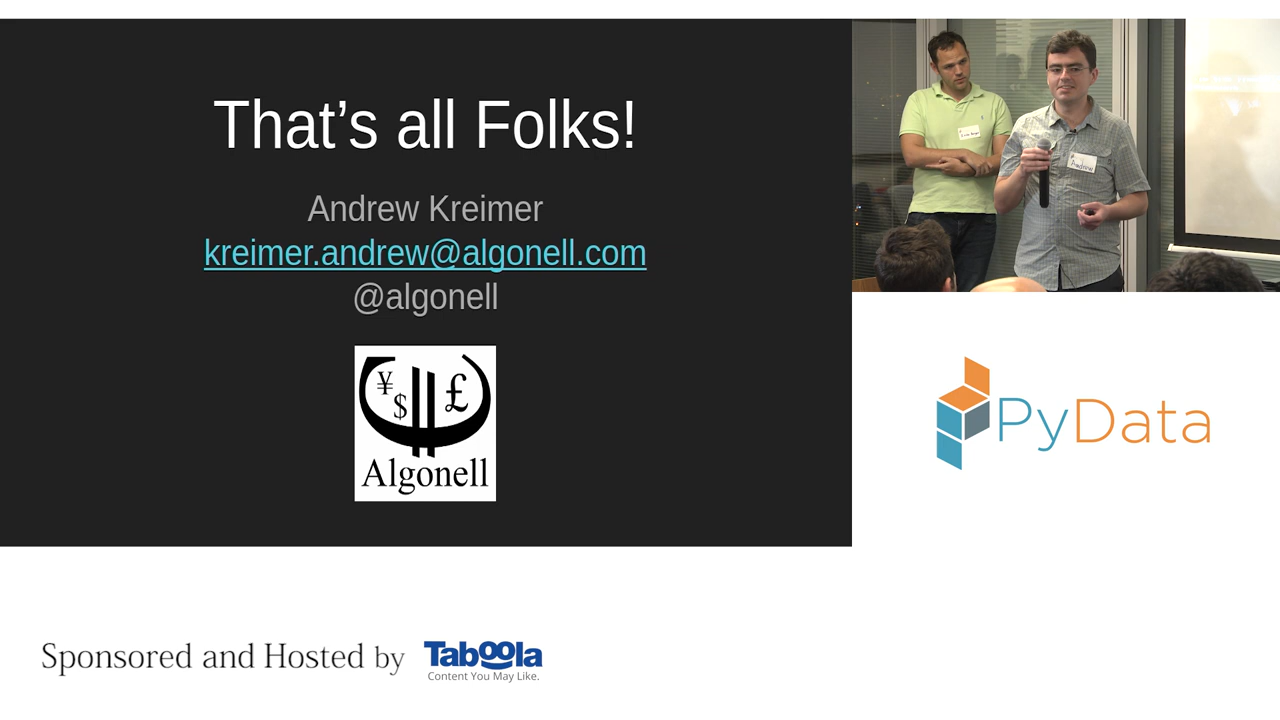 That's all Folks!
Andrew Kreimer
kreimer.andrew@algonell.com
@algonell
¥
$
£
Algonell
Andrew
PyData
Sponsored and Hosted by Taboola
Content You May Like.